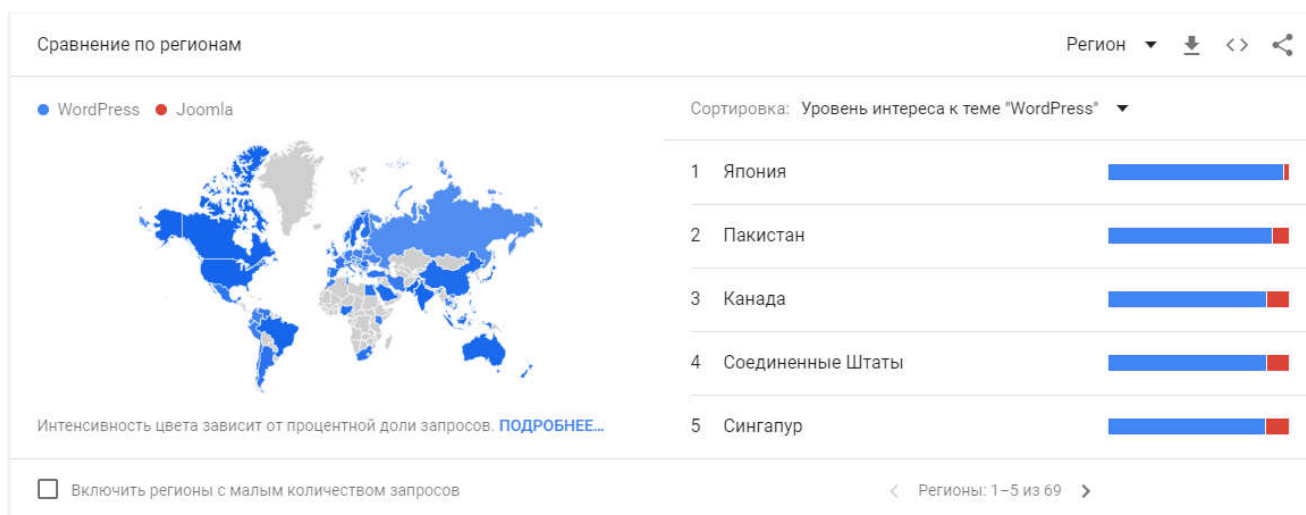 Сравнение по регионам
Регион
WordPress Joomla
Сортировка: Уровень интереса к теме "WordPress"
1 Япония
2 Пакистан
3 Канада
4 Соединенные Штаты
5 Сингапур
Интенсивность цвета зависит от процентной доли запросов. ПОДРОБНЕЕ...
Включить регионы с малым количеством запросов
Регионы: 1–5 из 69